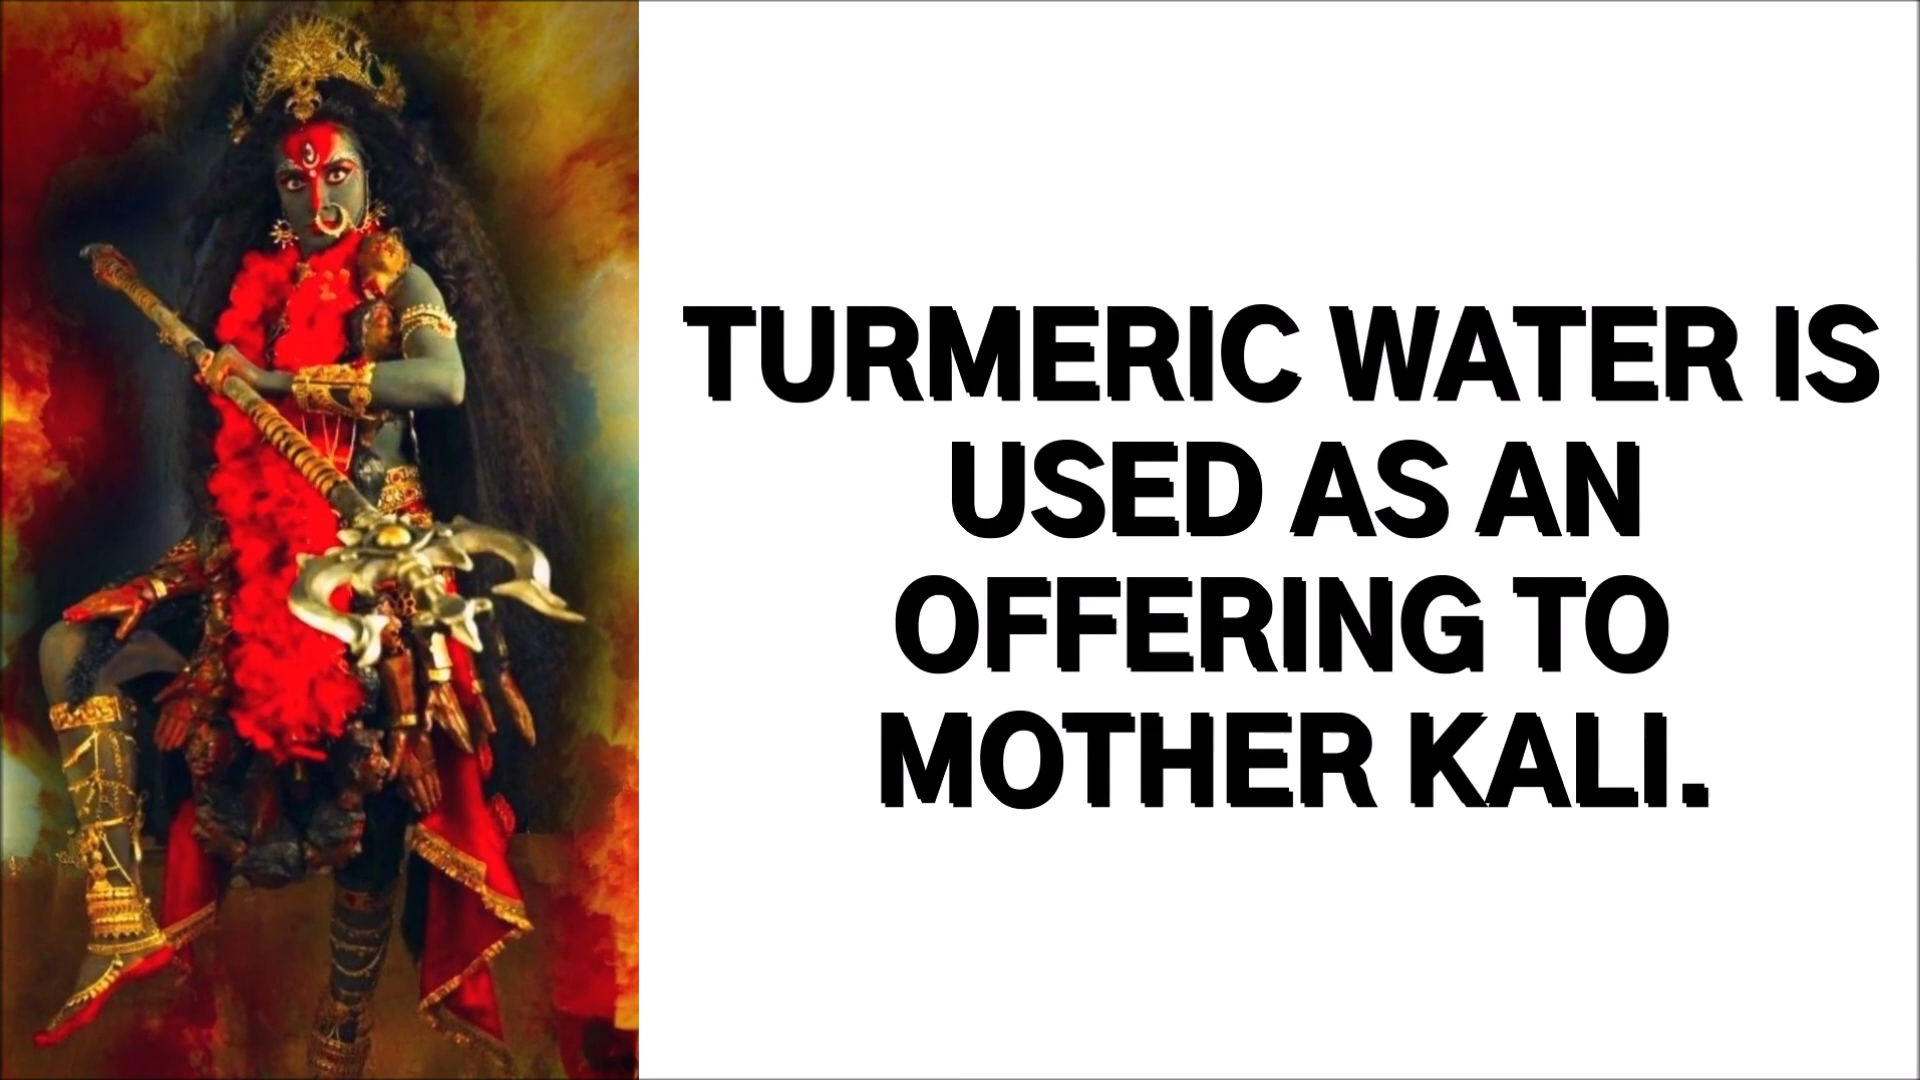 TURMERIC WATER IS
USED AS AN
OFFERING TO
MOTHER KALI.